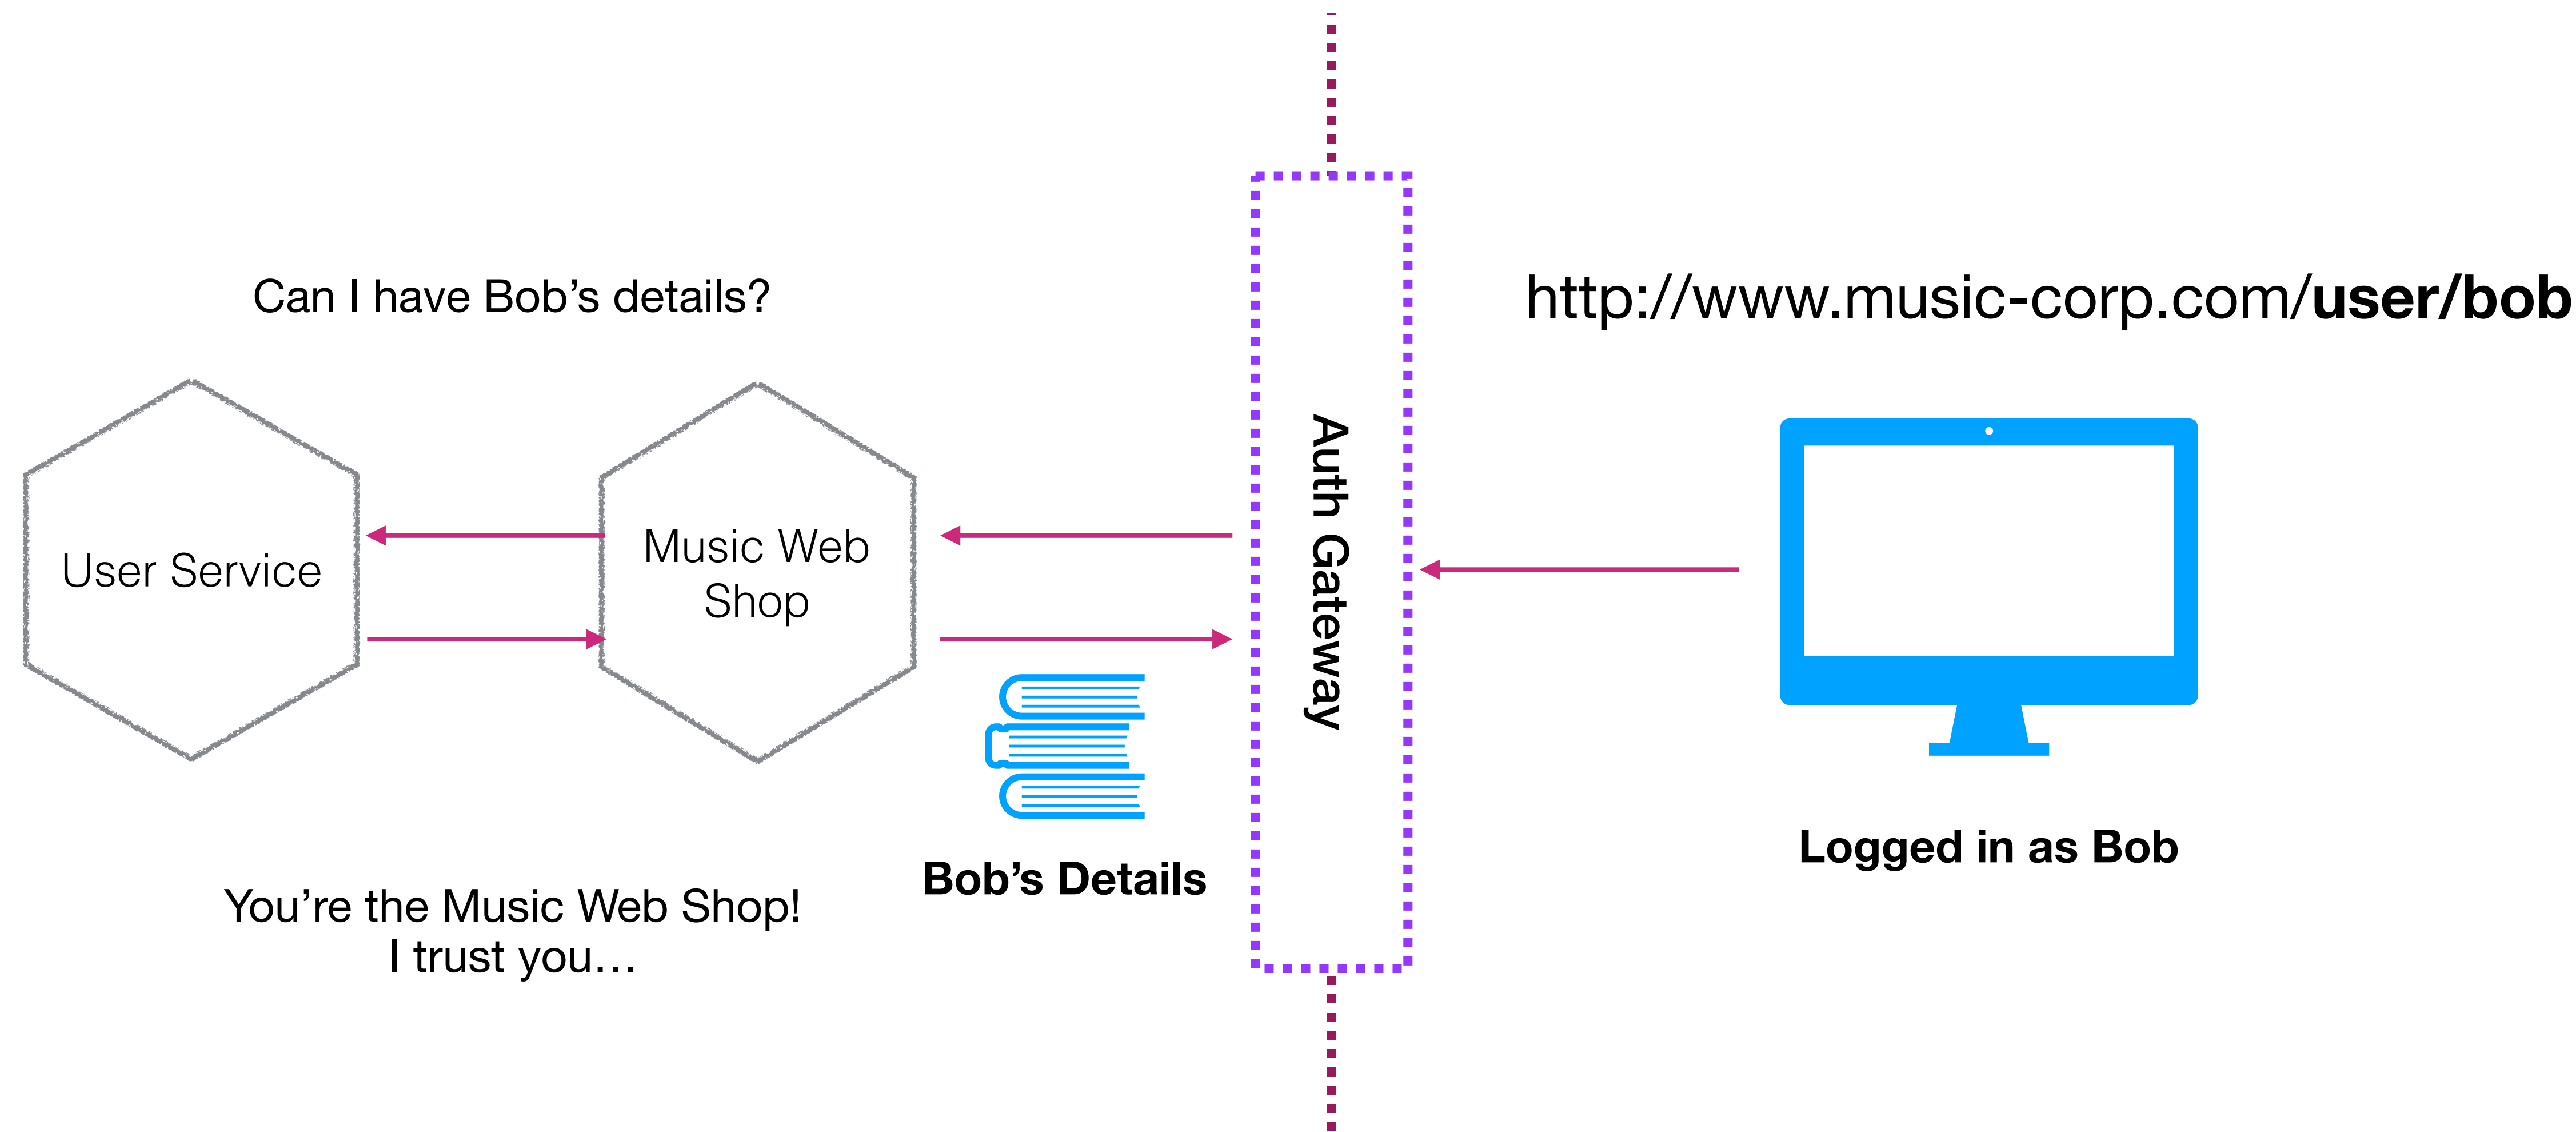 Can I have Bob’s details?
http://www.music-corp.com/user/bob
User Service
Music Web
Shop
Auth Gateway
Bob’s Details
Logged in as Bob
You’re the Music Web Shop!
I trust you…